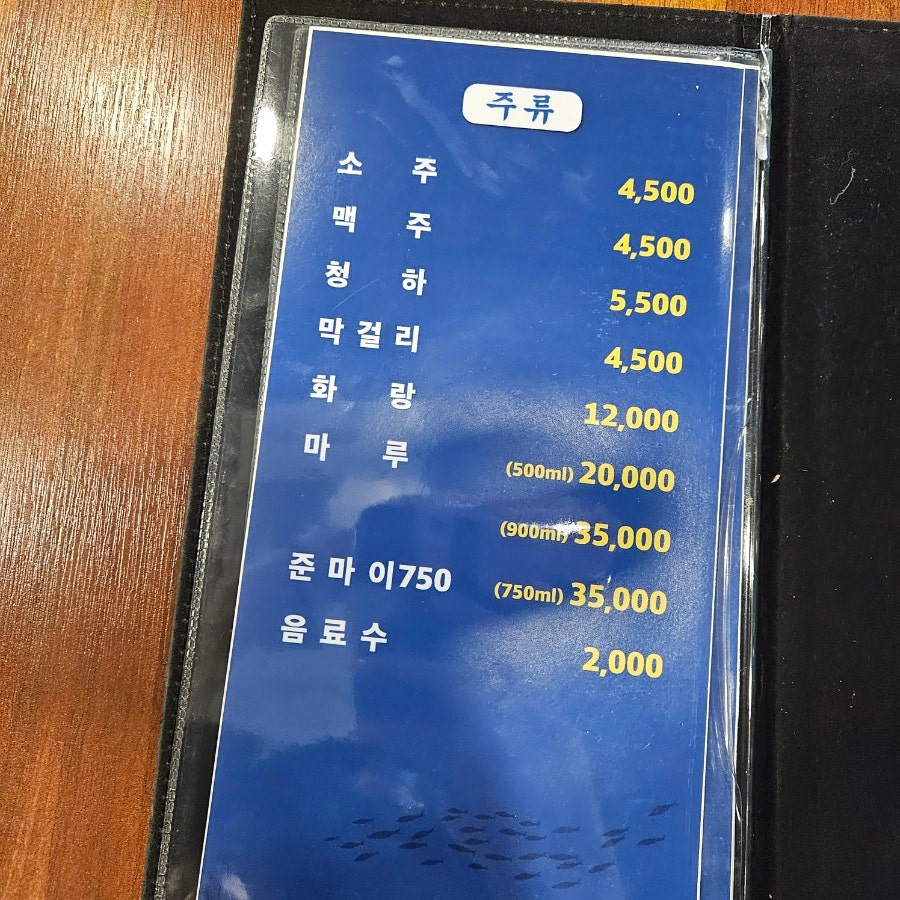 주류
소 주 4,500
맥 주 4,500
청 하 5,500
막걸리 4,500
화 랑 12,000
마 루 (500ml) 20,000
(900ml) 35,000
준마이750 (750ml) 35,000
음료수 2,000